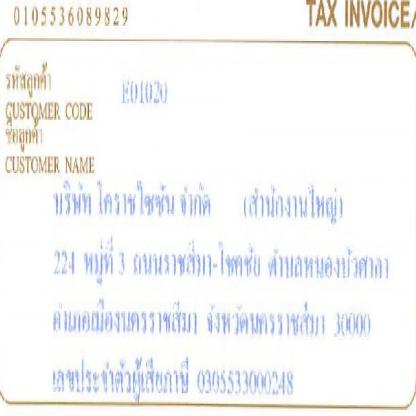 0105536089829
TAX INVOICE/
รหัสลูกค้า E01020
CUSTOMER CODE
ชื่อลูกค้า
CUSTOMER NAME
บริษัท โคราชไซซัน จำกัด (สำนักงานใหญ่)
224 หมู่ที่ 3 ถนนราชสีมา-โชคชัย ตำบลหนองบัวศาลา
อำเภอเมืองนครราชสีมา จังหวัดนครราชสีมา 30000
เลขประจำตัวผู้เสียภาษี 0305533000248